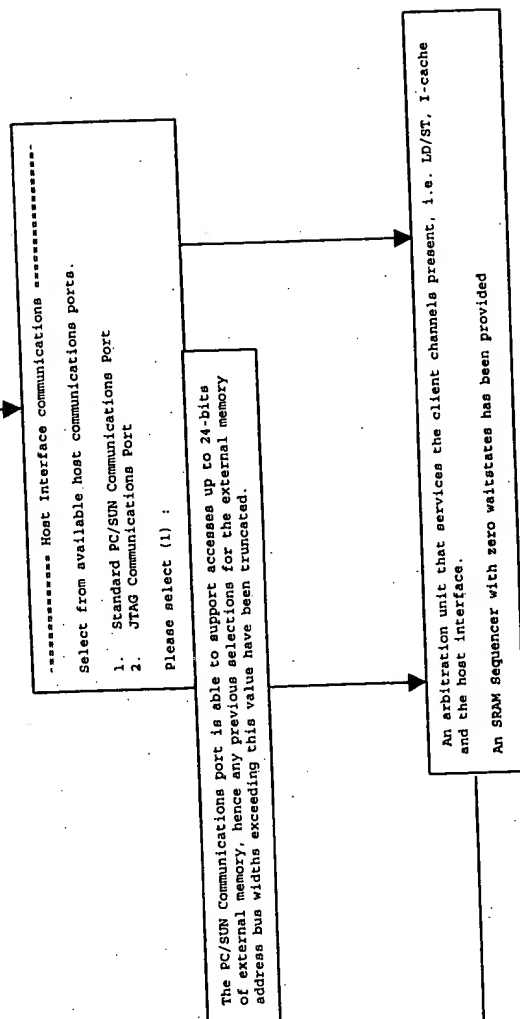 -------------- Host Interface communications ----------------
Select from available host communications ports.
1. Standard PC/SUN Communications Port
2. JTAG Communications Port
Please select (1) :
The PC/SUN Communications port is able to support accesses up to 24-bits
of external memory, hence any previous selections for the external memory
address bus widths exceeding this value have been truncated.
An arbitration unit that services the client channels present, i.e. LD/ST, I-cache
and the host interface.
An SRAM Sequencer with zero waitstates has been provided